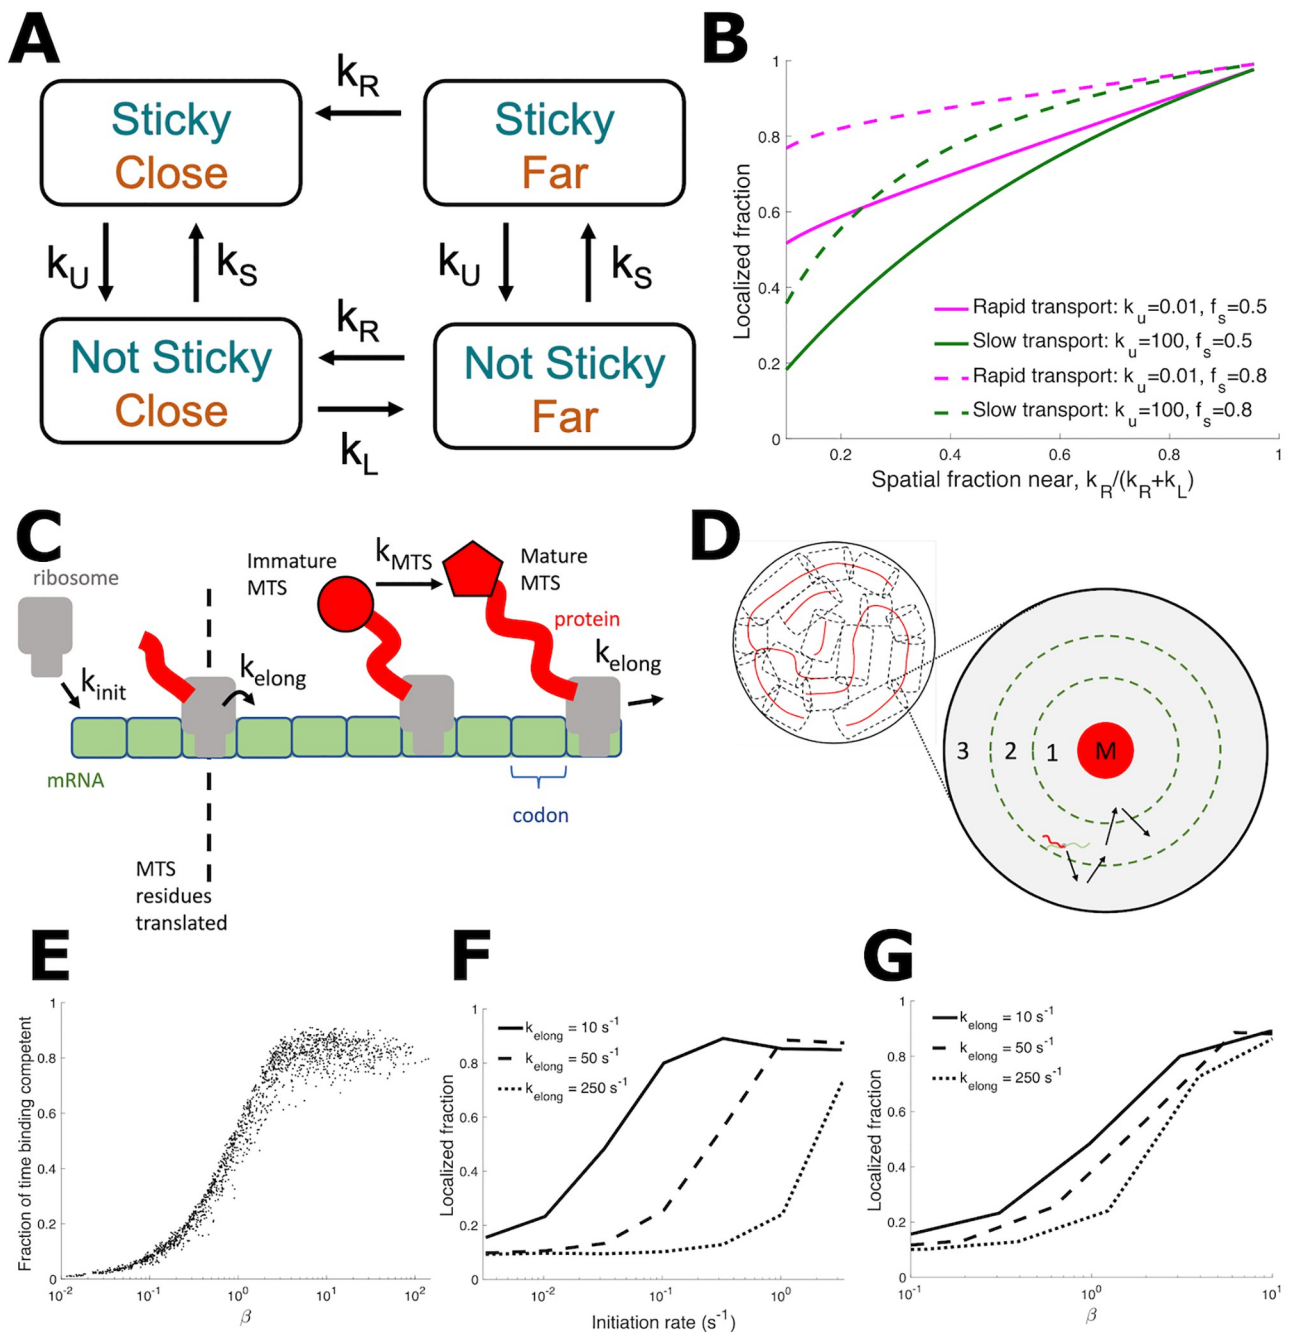 A
Sticky
Close
k_R
Sticky
Far
k_U
k_S
k_U
k_S
Not Sticky
Close
k_R
k_L
Not Sticky
Far
B
1
0.8
0.6
0.4
0.2
0
Localized fraction
Rapid transport: k_u=0.01, f_s=0.5
Slow transport: k_u=100, f_s=0.5
Rapid transport: k_u=0.01, f_s=0.8
Slow transport: k_u=100, f_s=0.8
0.2 0.4 0.6 0.8 1
Spatial fraction near, k_R/(k_R+k_L)
C
ribosome
k_init
k_elong
Immature
MTS
k_MTS
Mature
MTS
protein
k_elong
mRNA
codon
MTS
residues
translated
D
3 2 1 M
E
1
0.8
0.6
0.4
0.2
0
Fraction of time binding competent
10^-2 10^-1 10^0 10^1 10^2
β
F
1
0.8
0.6
0.4
0.2
0
Localized fraction
k_elong = 10 s^-1
k_elong = 50 s^-1
k_elong = 250 s^-1
10^-2 10^-1 10^0
Initiation rate (s^-1)
G
1
0.8
0.6
0.4
0.2
0
Localized fraction
k_elong = 10 s^-1
k_elong = 50 s^-1
k_elong = 250 s^-1
10^-1 10^0 10^1
β